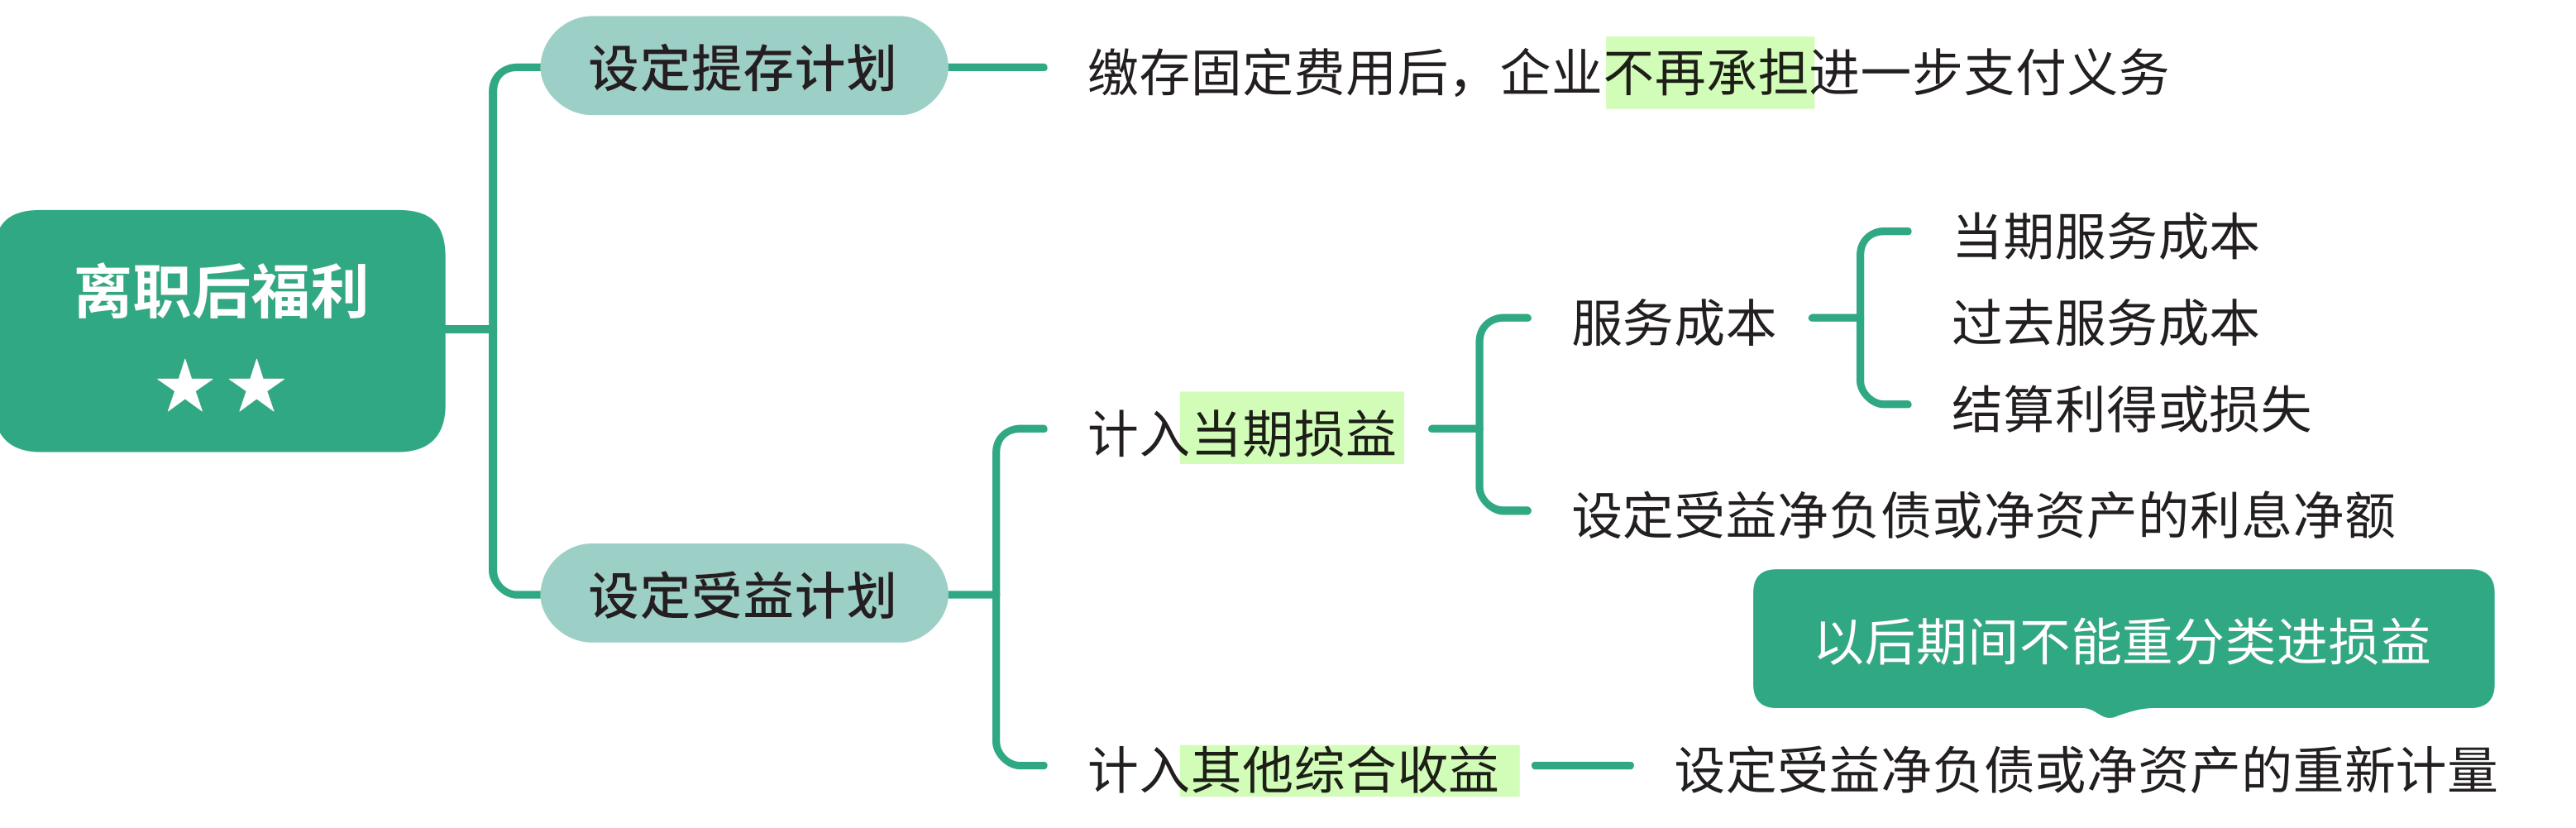 设定提存计划
缴存固定费用后，企业不再承担进一步支付义务
离职后福利
★★
设定受益计划
计入当期损益
服务成本
当期服务成本
过去服务成本
结算利得或损失
设定受益净负债或净资产的利息净额
以后期间不能重分类进损益
计入其他综合收益
设定受益净负债或净资产的重新计量